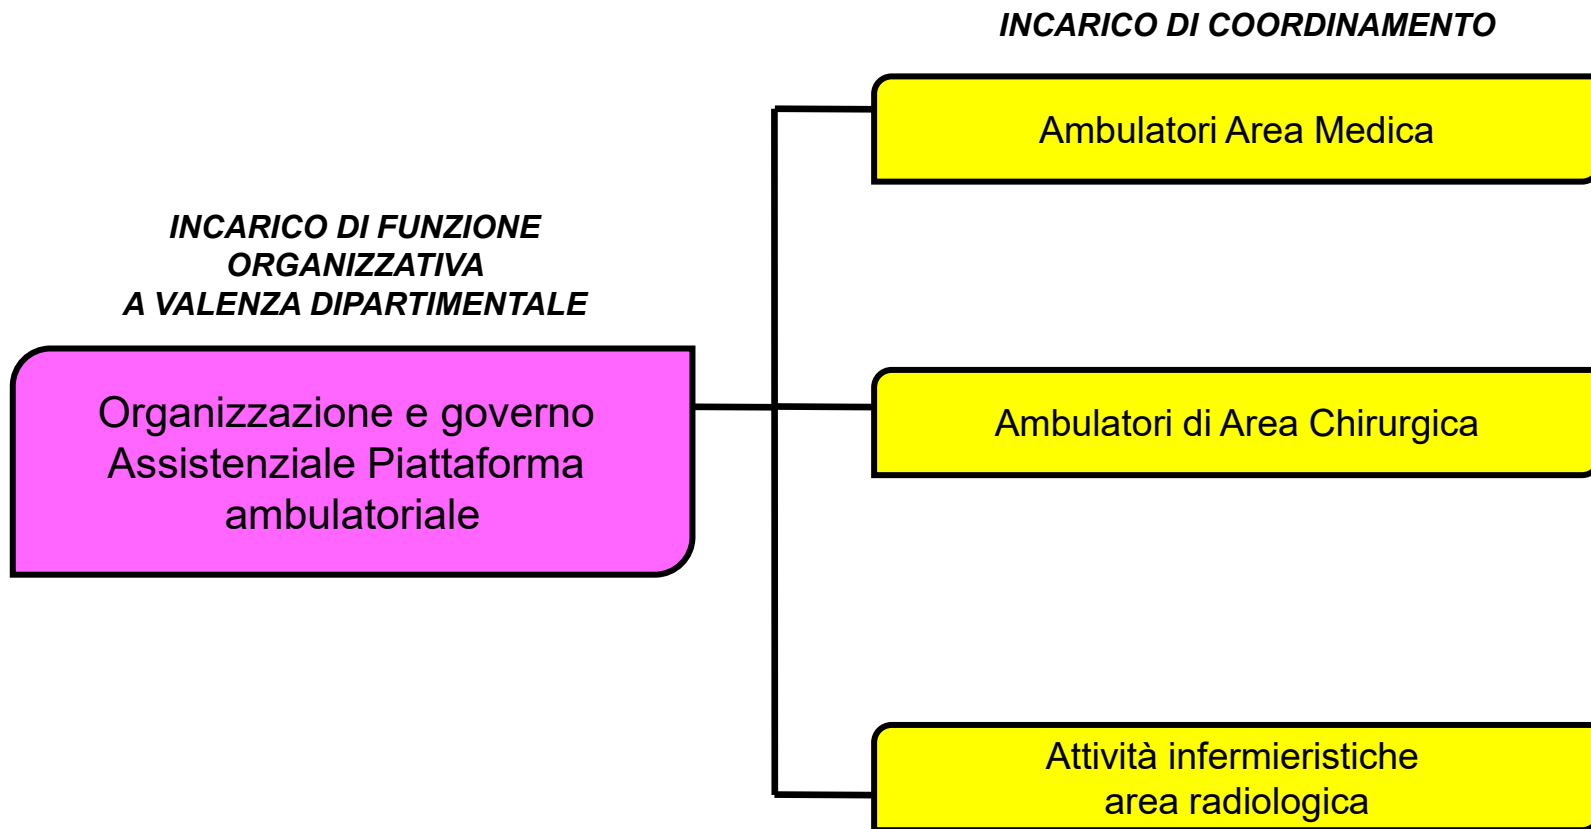 INCARICO DI COORDINAMENTO
Ambulatori Area Medica
INCARICO DI FUNZIONE
ORGANIZZATIVA
A VALENZA DIPARTIMENTALE
Organizzazione e governo
Assistenziale Piattaforma
ambulatoriale
Ambulatori di Area Chirurgica
Attività infermieristiche
area radiologica